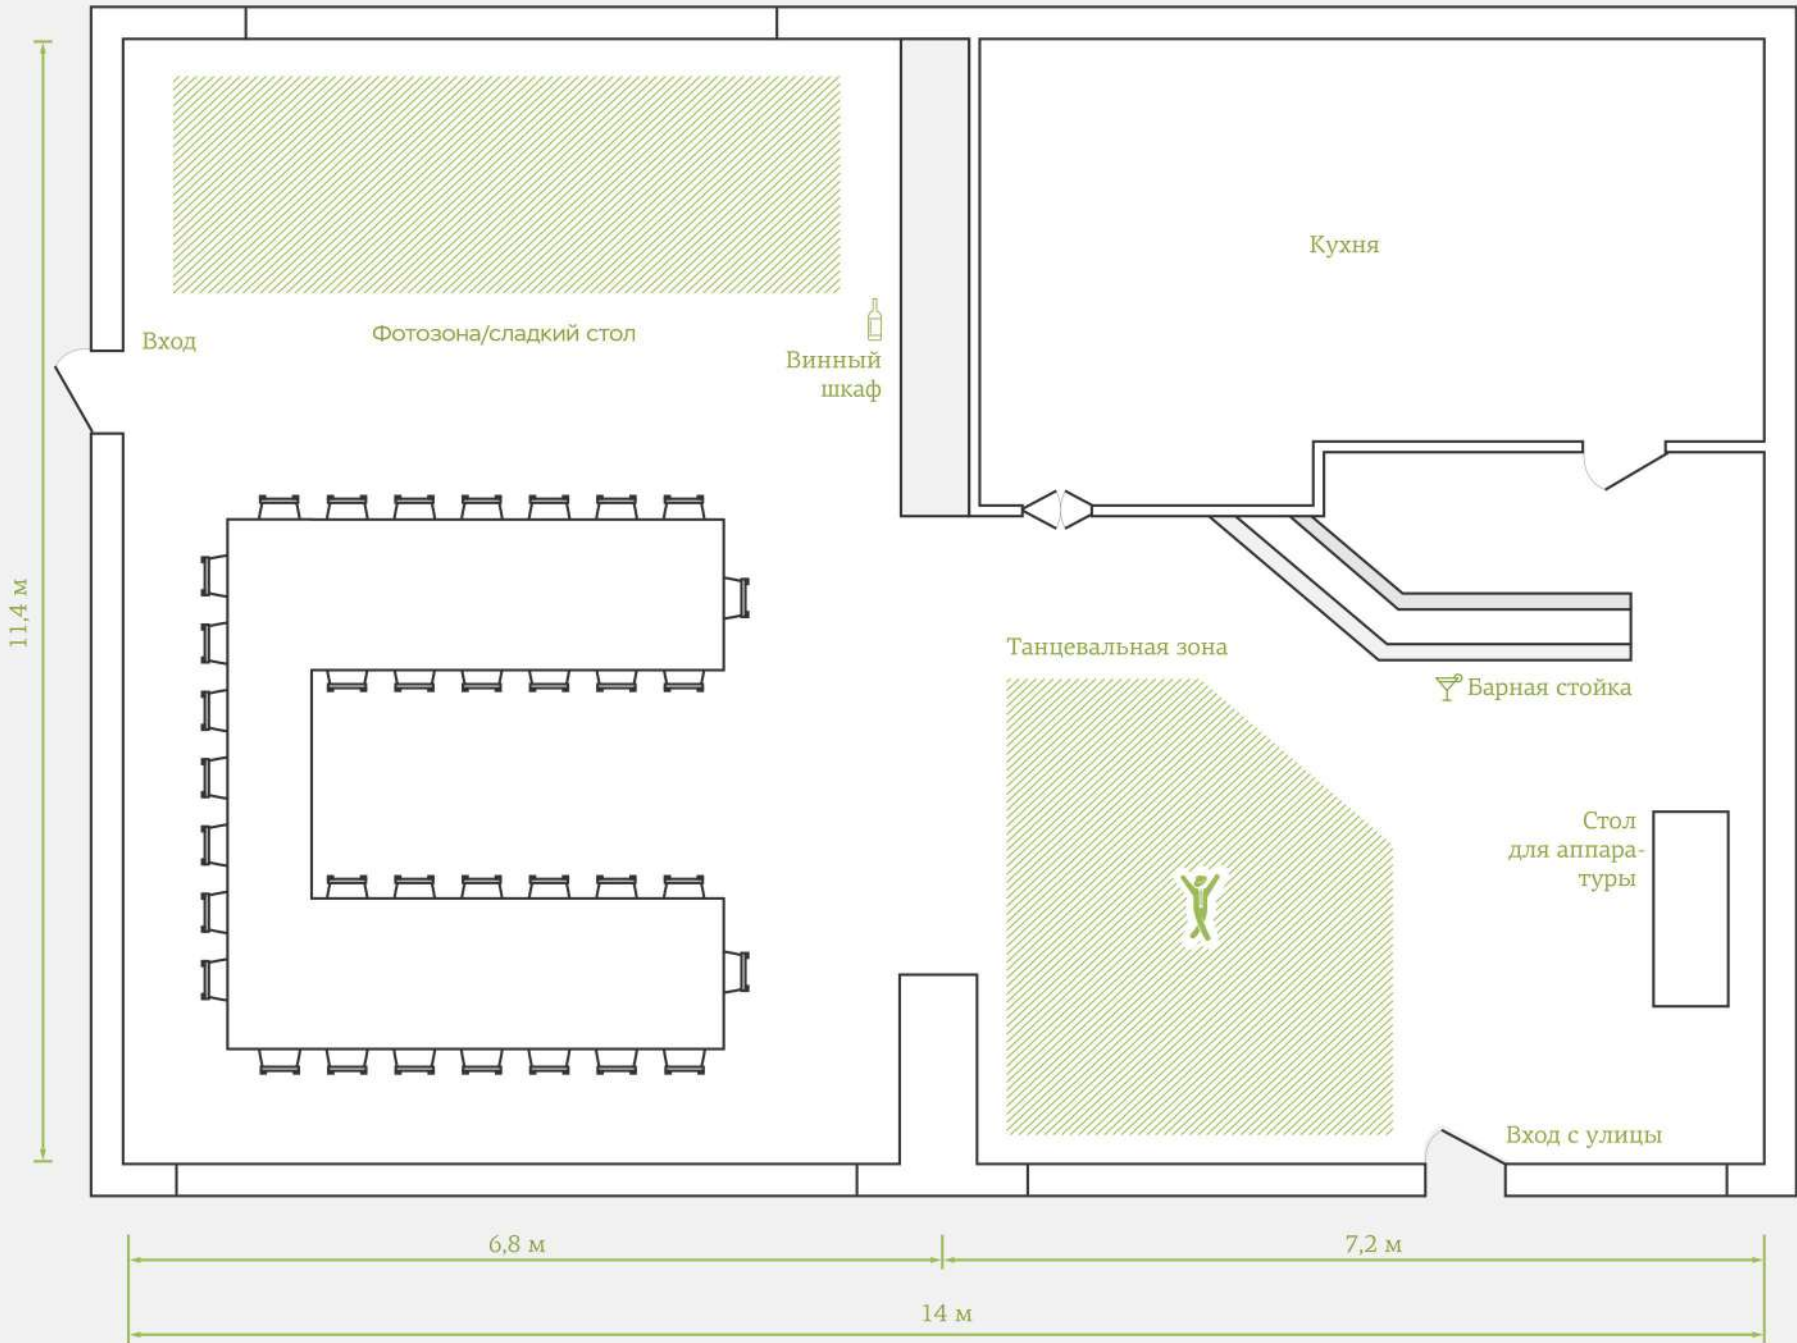 Кухня
Вход
Фотозона/сладкий стол
Винный
шкаф
11,4 м
Танцевальная зона
Барная стойка
Стол
для аппара-
туры
Вход с улицы
6,8 м
7,2 м
14 м